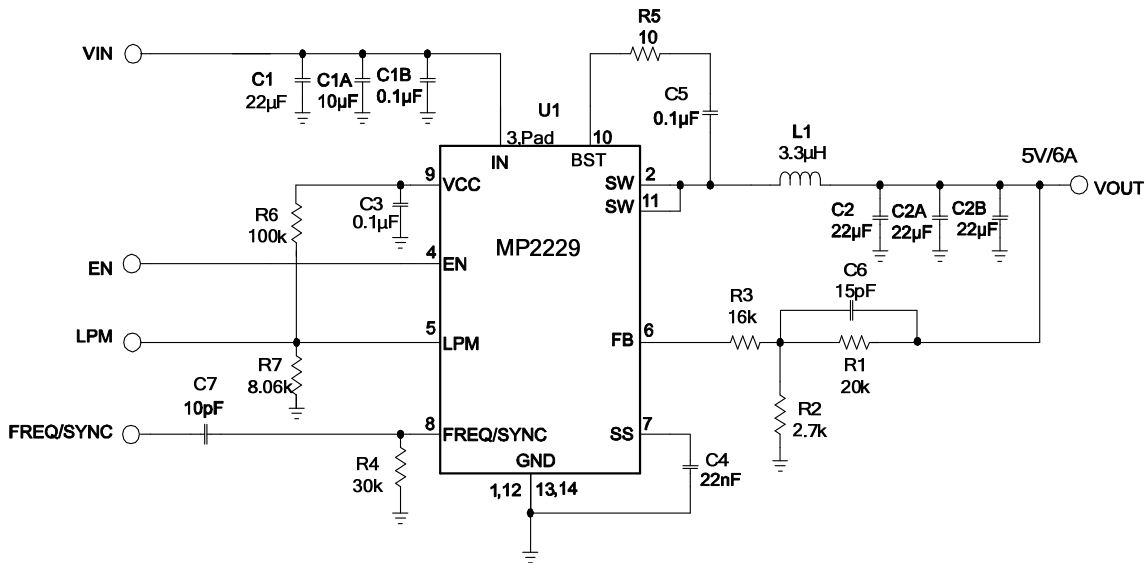 VIN
C1
22µF
C1A
10µF
C1B
0.1µF
R5
10
C5
0.1µF
U1
3,Pad
10
IN
BST
L1
3.3µH
5V/6A
VOUT
9
VCC
C3
0.1µF
R6
100k
SW
2
SW
11
C2
22µF
C2A
22µF
C2B
22µF
MP2229
EN
4
EN
C6
15pF
R3
16k
LPM
5
LPM
FB
6
R1
20k
R7
8.06k
C7
10pF
R2
2.7k
FREQ/SYNC
8
FREQ/SYNC
SS
7
R4
30k
C4
22nF
GND
1,12
13,14